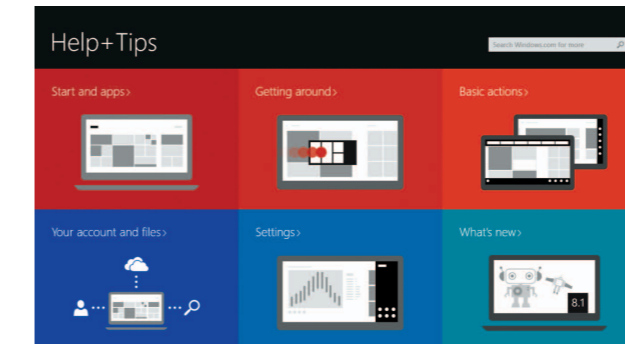 Help+Tips
Search Windows.com for more
Start and apps>
Getting around>
Basic actions>
Your account and files>
Settings>
What's new>
8.1